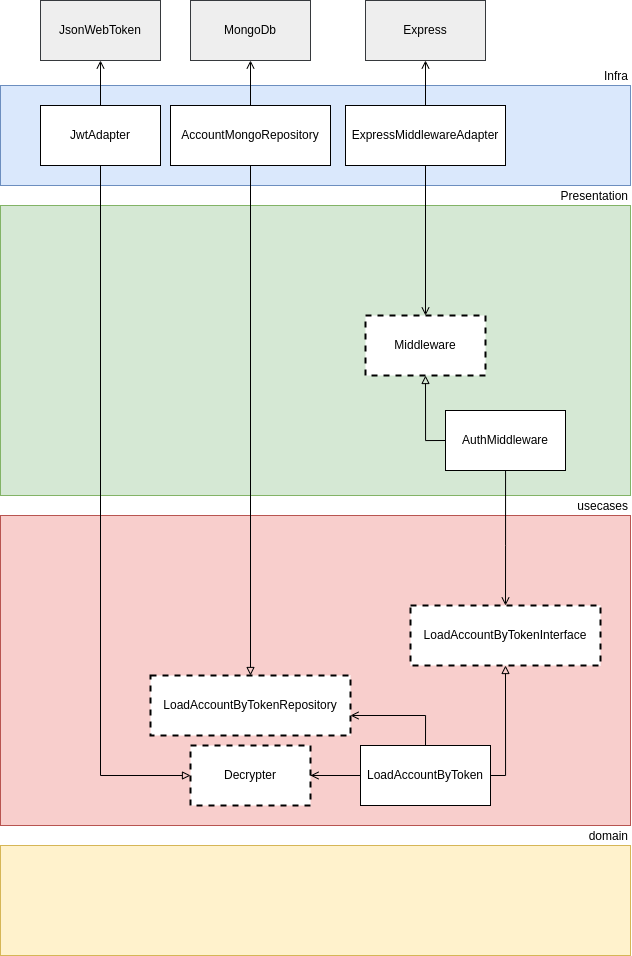 JsonWebToken
MongoDb
Express
Infra
JwtAdapter
AccountMongoRepository
ExpressMiddlewareAdapter
Presentation
Middleware
AuthMiddleware
usecases
LoadAccountByTokenInterface
LoadAccountByTokenRepository
Decrypter
LoadAccountByToken
domain